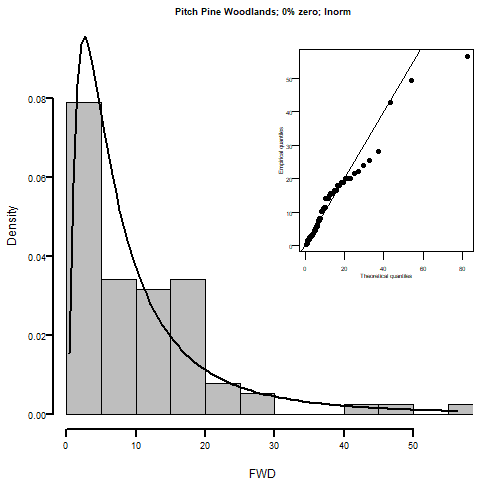 Pitch Pine Woodlands; 0% zero; lnorm
Density
0.08
0.06
0.04
0.02
0.00
0 10 20 30 40 50
FWD
Empirical quantiles
50
40
30
20
10
0
0 20 40 60 80
Theoretical quantiles